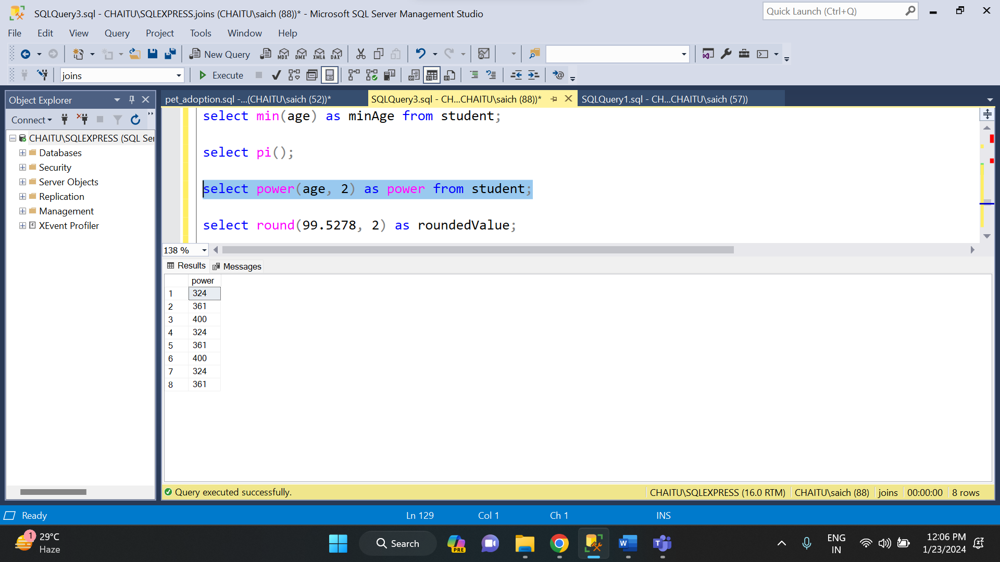 SQLQuery3.sql - CHAITU\SQLEXPRESS.joins (CHAITU\saich (88))* - Microsoft SQL Server Management Studio
Quick Launch (Ctrl+Q)
File Edit View Query Project Tools Window Help
New Query MDX DMX XMLA DAX
joins Execute
Object Explorer
pet_adoption.sql -...(CHAITU\saich (52))* SQLQuery3.sql - CH...CHAITU\saich (88))* SQLQuery1.sql - CH...CHAITU\saich (57))
Connect
CHAITU\SQLEXPRESS (SQL Ser
Databases
Security
Server Objects
Replication
Management
XEvent Profiler
select min(age) as minAge from student;
select pi();
select power(age, 2) as power from student;
select round(99.5278, 2) as roundedValue;
138 %
Results Messages
power
1 324
2 361
3 400
4 324
5 361
6 400
7 324
8 361
Query executed successfully. CHAITU\SQLEXPRESS (16.0 RTM) CHAITU\saich (88) joins 00:00:00 8 rows
Ready Ln 129 Col 1 Ch 1 INS
1 29°C
Haze
Search
PRE
ENG
IN
12:06 PM
1/23/2024